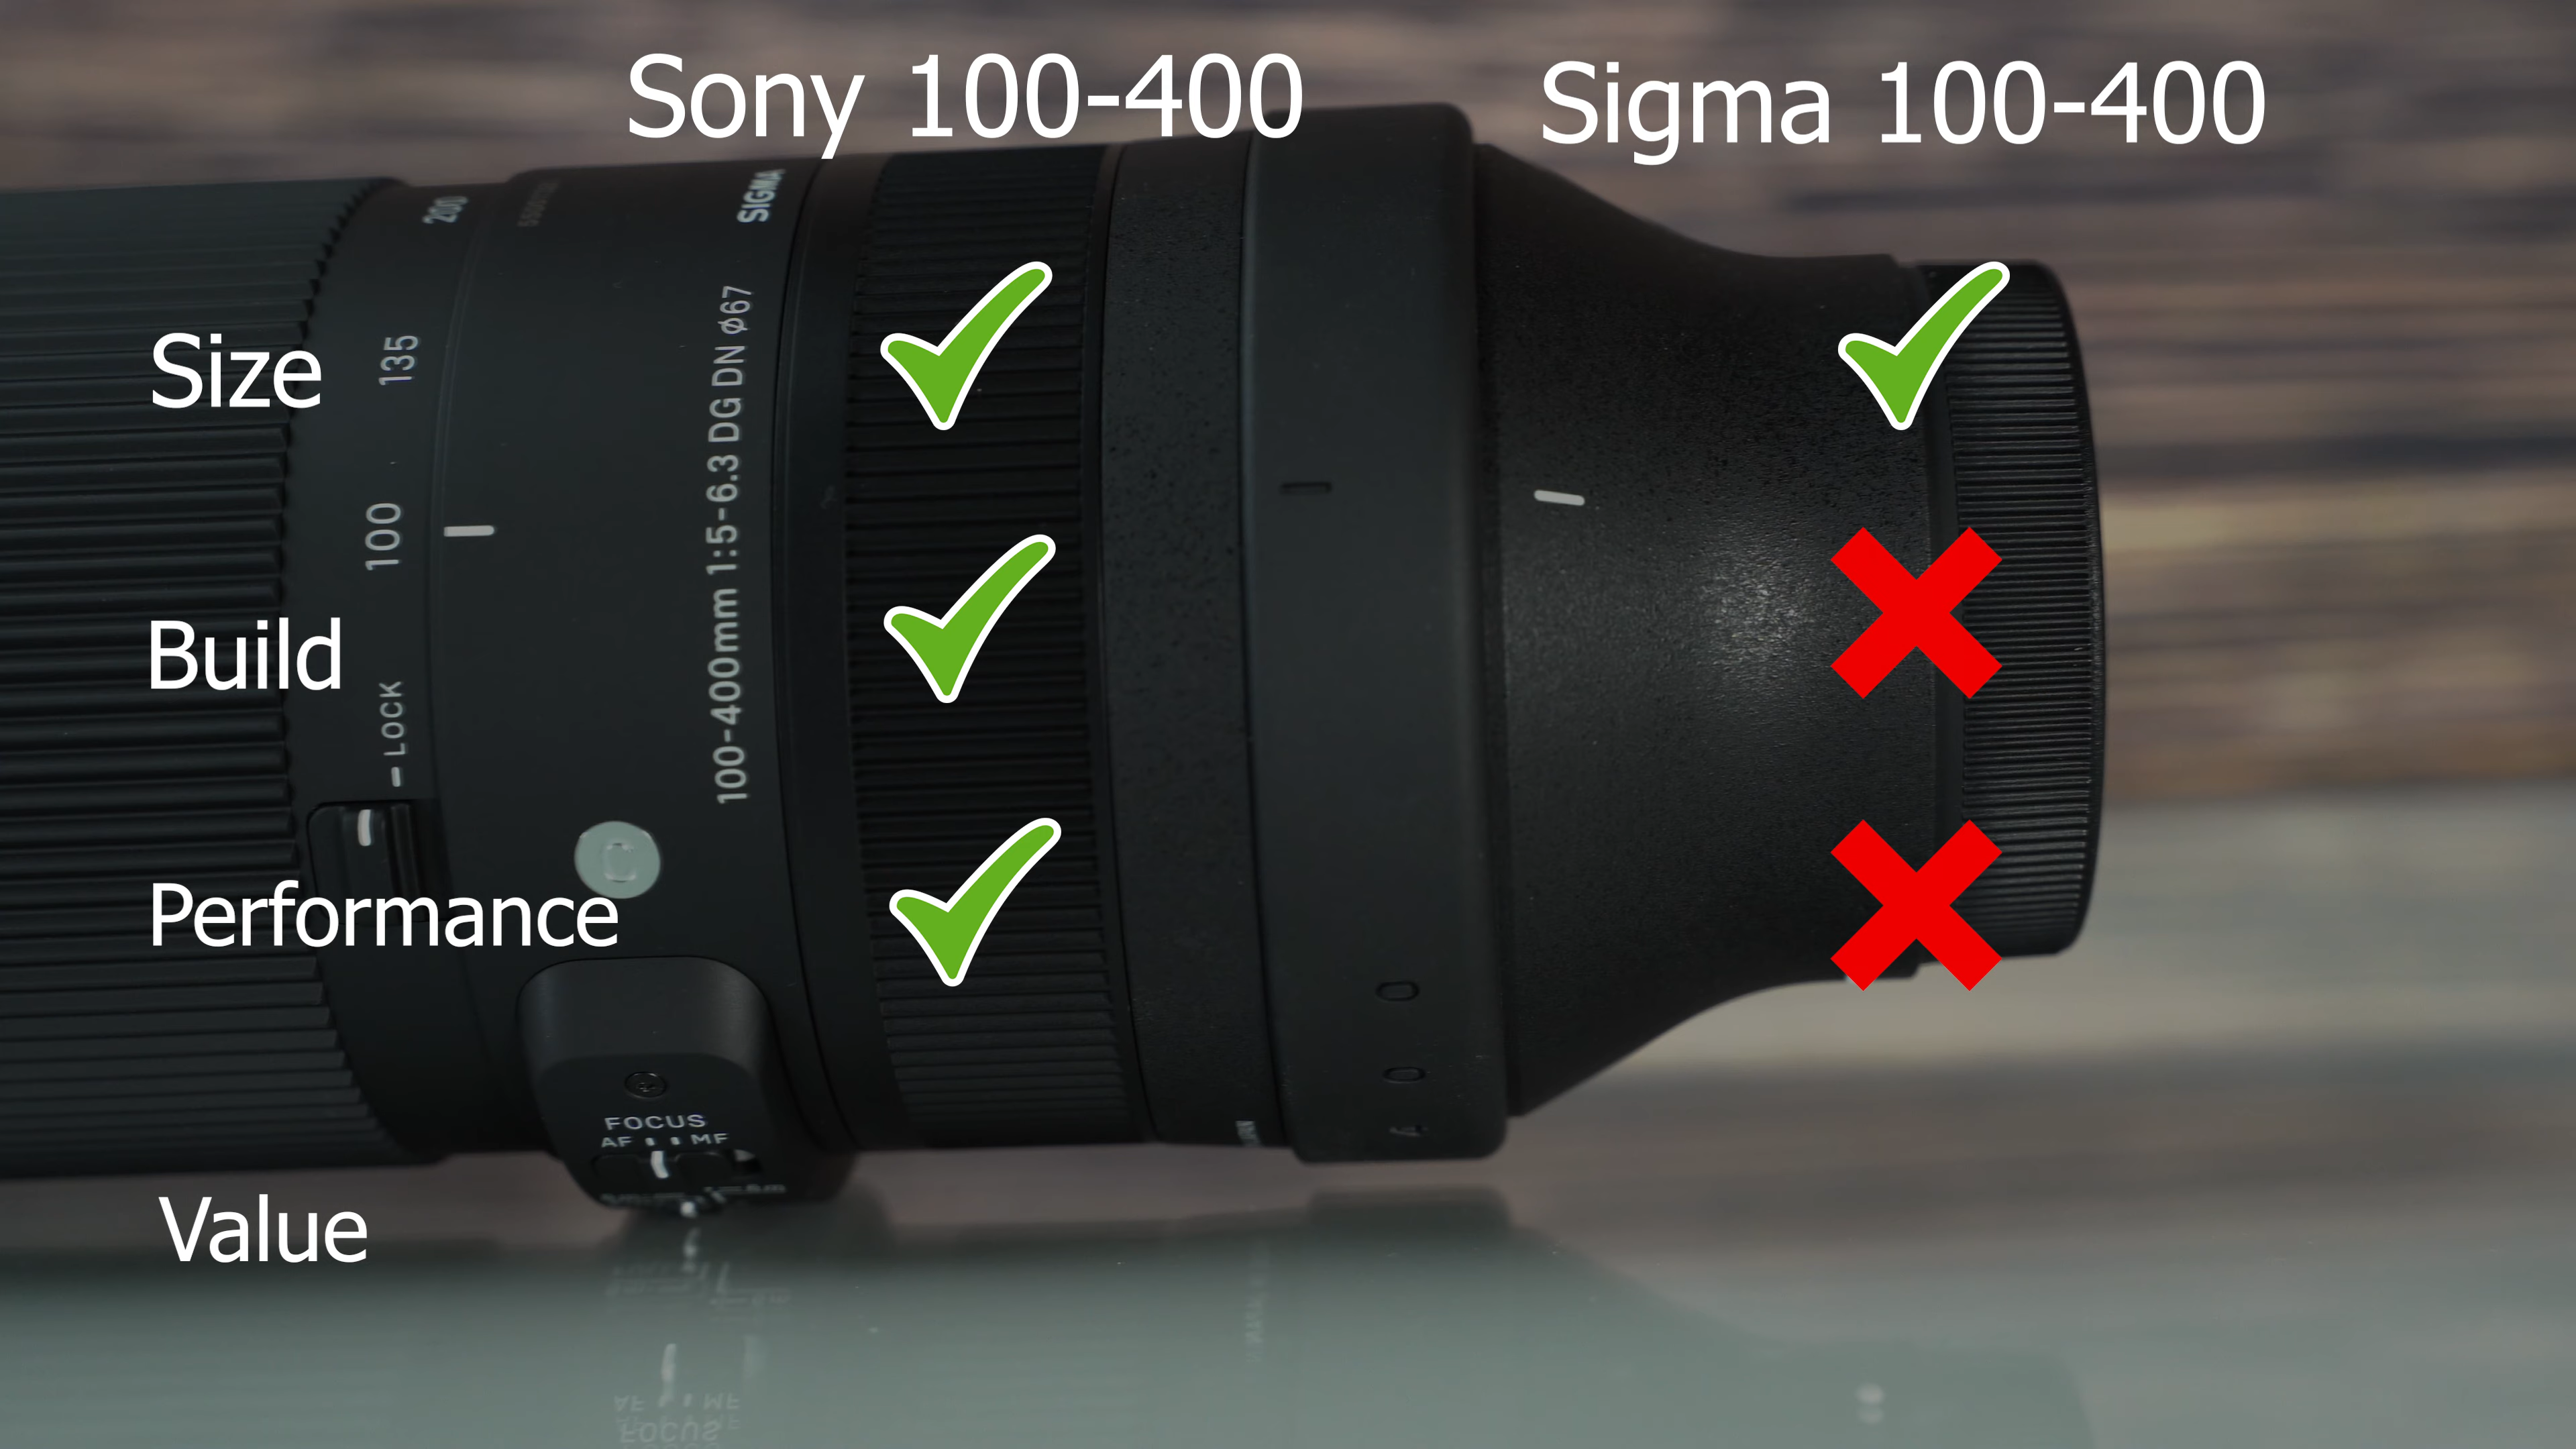 Sony 100-400
Sigma 100-400
Size
Build
Performance
Value
200
135
100
LOCK
SIGMA
100-400mm 1:5-6.3 DG DN ø67
C
FOCUS
AF MF